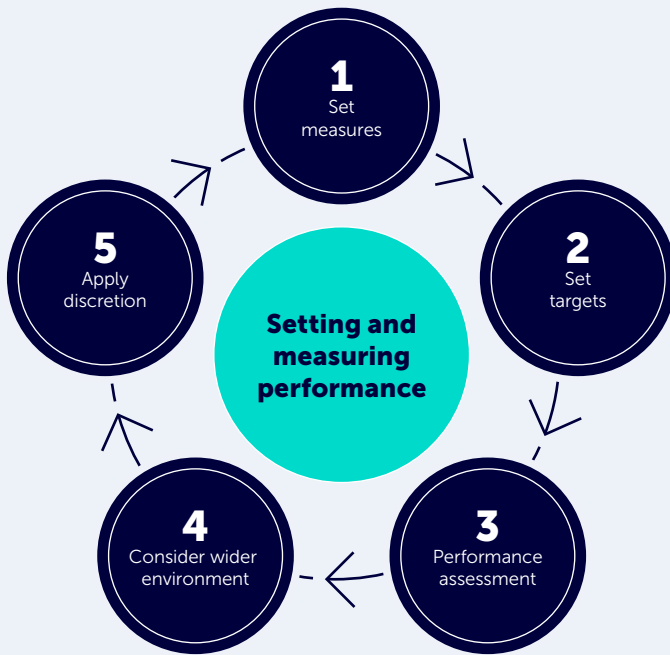 1
Set
measures
2
Set
targets
3
Performance
assessment
4
Consider wider
environment
5
Apply
discretion
Setting and
measuring
performance